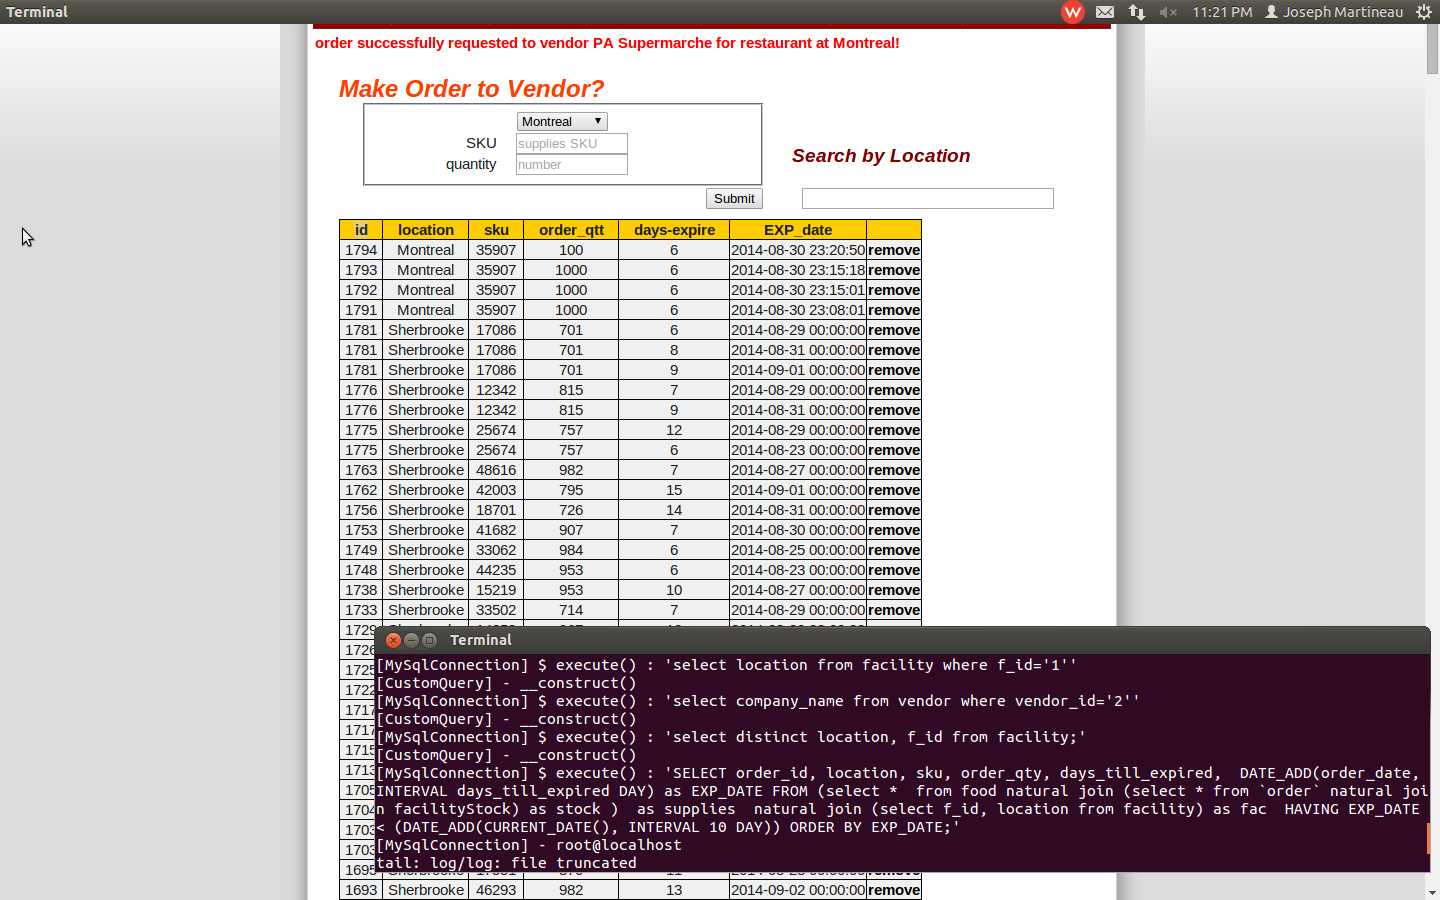 Terminal
11:21 PM Joseph Martineau
order successfully requested to vendor PA Supermarche for restaurant at Montreal!
Make Order to Vendor?
Montreal
SKU supplies SKU
quantity number
Search by Location
Submit
id location sku order_qtt days-expire EXP_date
1794 Montreal 35907 100 6 2014-08-30 23:20:50 remove
1793 Montreal 35907 1000 6 2014-08-30 23:15:18 remove
1792 Montreal 35907 1000 6 2014-08-30 23:15:01 remove
1791 Montreal 35907 1000 6 2014-08-30 23:08:01 remove
1781 Sherbrooke 17086 701 6 2014-08-29 00:00:00 remove
1781 Sherbrooke 17086 701 8 2014-08-31 00:00:00 remove
1781 Sherbrooke 17086 701 9 2014-09-01 00:00:00 remove
1776 Sherbrooke 12342 815 7 2014-08-29 00:00:00 remove
1776 Sherbrooke 12342 815 9 2014-08-31 00:00:00 remove
1775 Sherbrooke 25674 757 12 2014-08-29 00:00:00 remove
1775 Sherbrooke 25674 757 6 2014-08-23 00:00:00 remove
1763 Sherbrooke 48616 982 7 2014-08-27 00:00:00 remove
1762 Sherbrooke 42003 795 15 2014-09-01 00:00:00 remove
1756 Sherbrooke 18701 726 14 2014-08-31 00:00:00 remove
1753 Sherbrooke 41682 907 7 2014-08-30 00:00:00 remove
1749 Sherbrooke 33062 984 6 2014-08-25 00:00:00 remove
1748 Sherbrooke 44235 953 6 2014-08-23 00:00:00 remove
1738 Sherbrooke 15219 953 10 2014-08-27 00:00:00 remove
1733 Sherbrooke 33502 714 7 2014-08-29 00:00:00 remove
1729
1726
1725
1722
1717
1717
1715
1713
1705
1704
1703
1703
1695
1693 Sherbrooke 46293 982 13 2014-09-02 00:00:00 remove
Terminal
[MySqlConnection] $ execute() : 'select location from facility where f_id='1''
[CustomQuery] - __construct()
[MySqlConnection] $ execute() : 'select company_name from vendor where vendor_id='2''
[CustomQuery] - __construct()
[MySqlConnection] $ execute() : 'select distinct location, f_id from facility;'
[CustomQuery] - __construct()
[MySqlConnection] $ execute() : 'SELECT order_id, location, sku, order_qty, days_till_expired,  DATE_ADD(order_date,
INTERVAL days_till_expired DAY) as EXP_DATE FROM (select *  from food natural join (select * from `order` natural joi
n facilityStock) as stock )  as supplies  natural join (select f_id, location from facility) as fac  HAVING EXP_DATE
< (DATE_ADD(CURRENT_DATE(), INTERVAL 10 DAY)) ORDER BY EXP_DATE;'
[MySqlConnection] - root@localhost
tail: log/log: file truncated